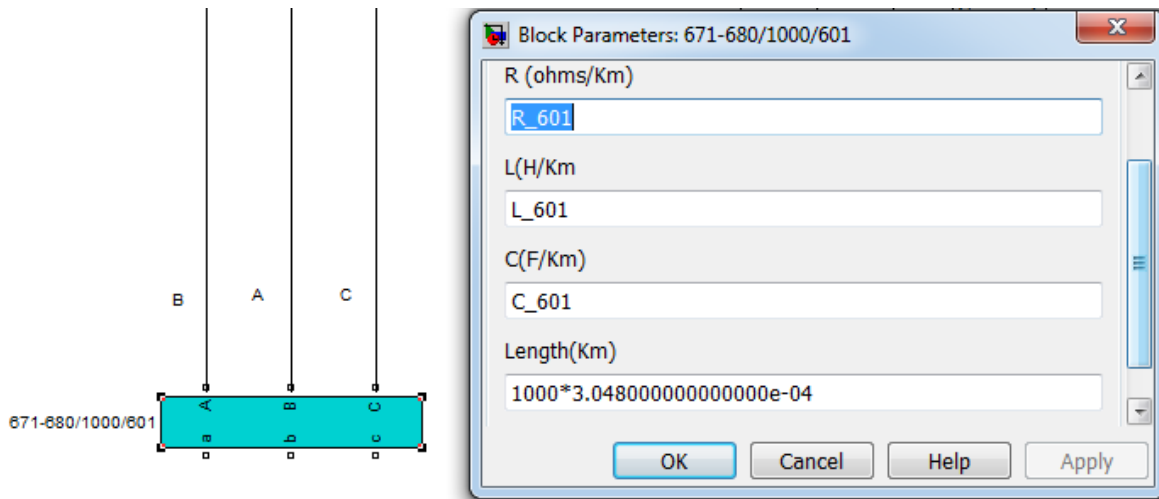 Block Parameters: 671-680/1000/601
R (ohms/Km)
R_601
L(H/Km
L_601
C(F/Km)
C_601
Length(Km)
1000*3.048000000000000e-04
OK Cancel Help Apply
B A C
A B C
671-680/1000/601
a b c